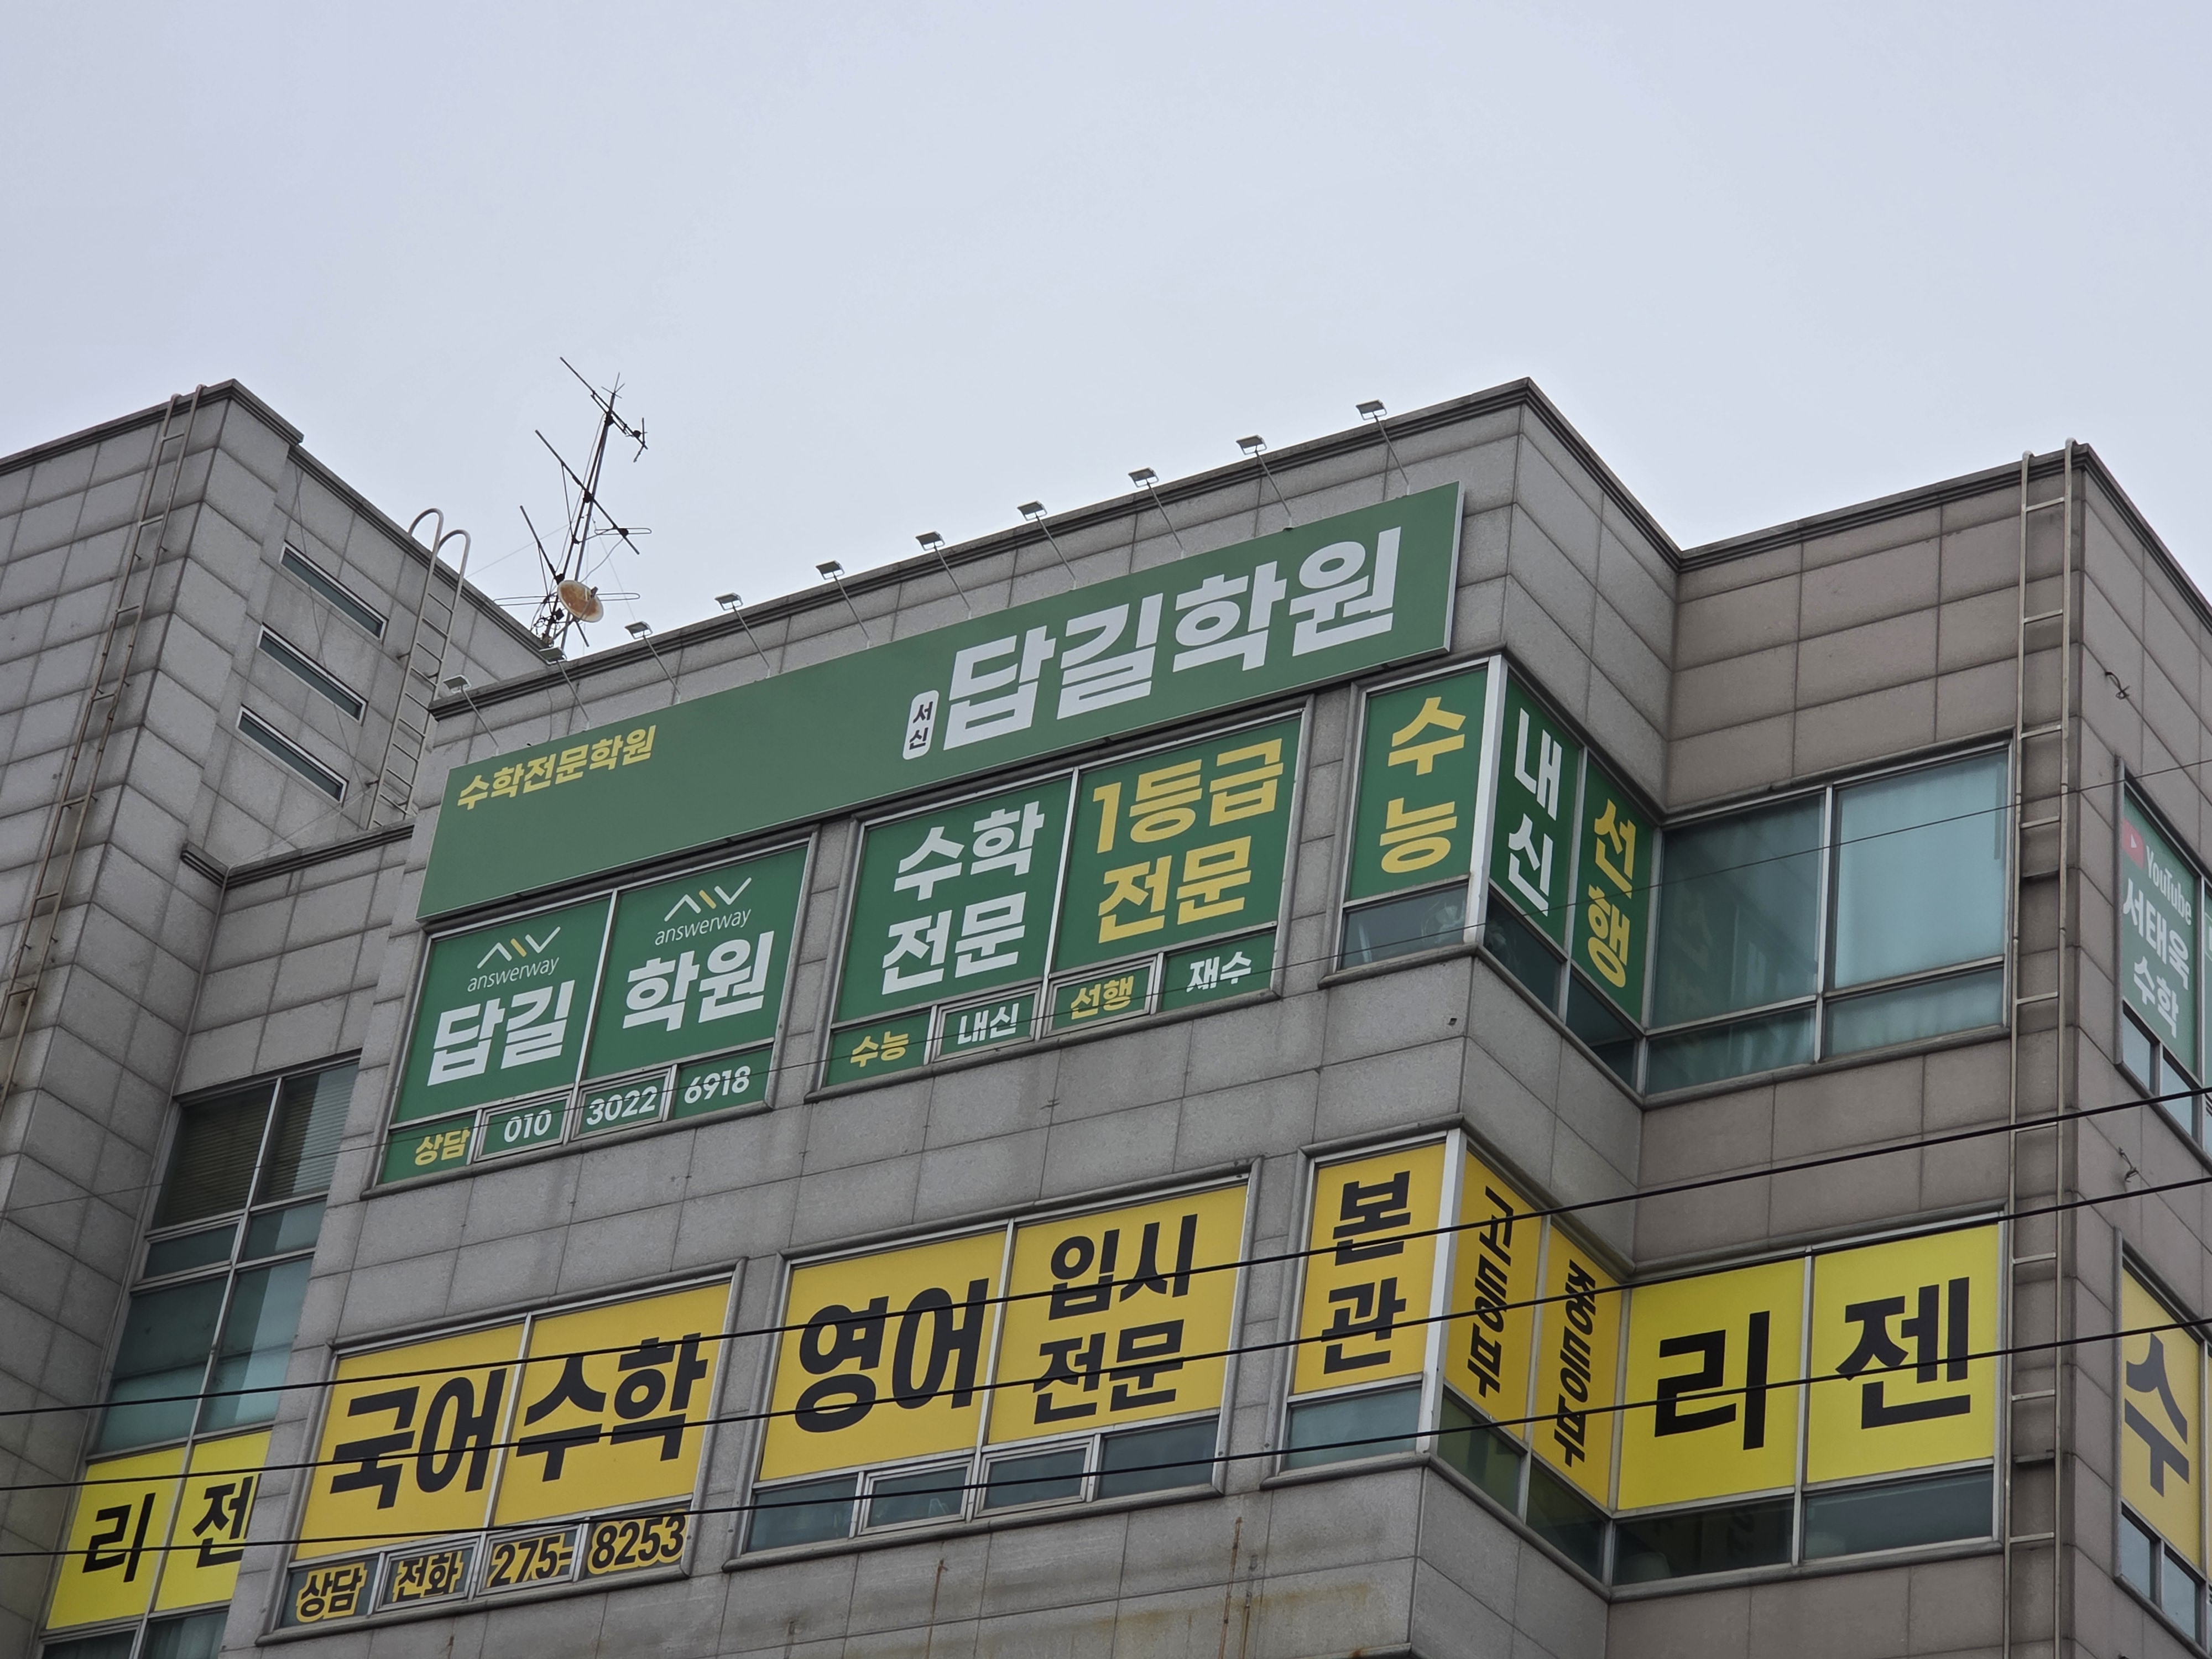 수학전문학원
서신
답길학원
answerway
답길
answerway
학원
상담 010 3022 6918
수학
전문
1등급
전문
수능 내신 선행 재수
수능
내신
선행
YouTube
서태욱
수학
국어 수학
상담 전화 275-8253
영어
입시
전문
본관
고등부
중등부
리젠
리젠
수